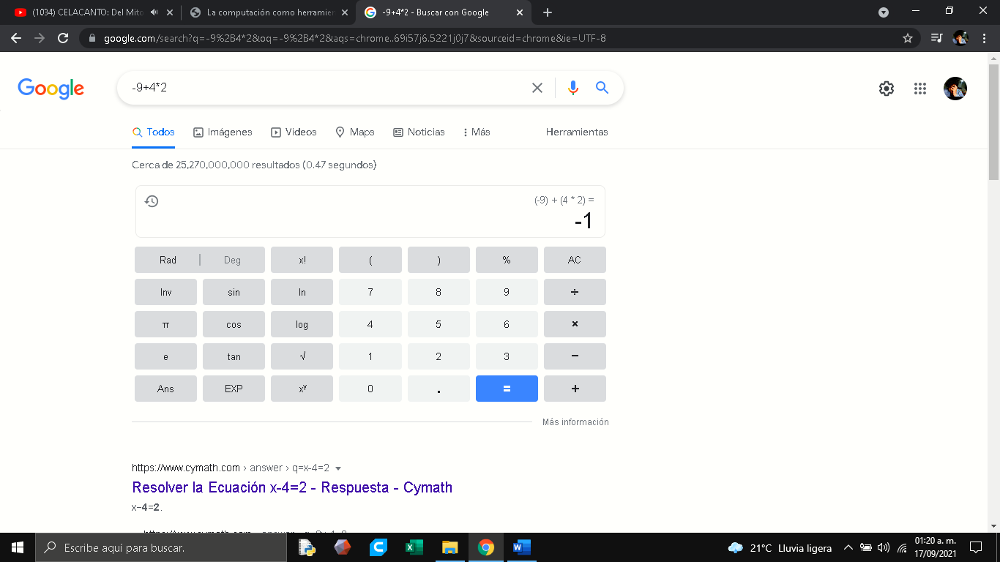 (1034) CELACANTO: Del Mito
La computación como herramier
-9+4*2 - Buscar con Google
google.com/search?q=-9%2B4*2&oq=-9%2B4*2&aqs=chrome..69i57j6.5221j0j7&sourceid=chrome&ie=UTF-8
Google
-9+4*2
Todos
Imágenes
Videos
Maps
Noticias
Más
Herramientas
Cerca de 25,270,000,000 resultados (0.47 segundos)
(-9) + (4 * 2) =
-1
Rad | Deg x! ( ) % AC
Inv sin ln 7 8 9 ÷
π cos log 4 5 6 ×
e tan √ 1 2 3 −
Ans EXP xʸ 0 . = +
Más información
https://www.cymath.com › answer › q=x-4=2
Resolver la Ecuación x-4=2 - Respuesta - Cymath
x−4=2.
Escribe aquí para buscar.
21°C Lluvia ligera
01:20 a. m.
17/09/2021